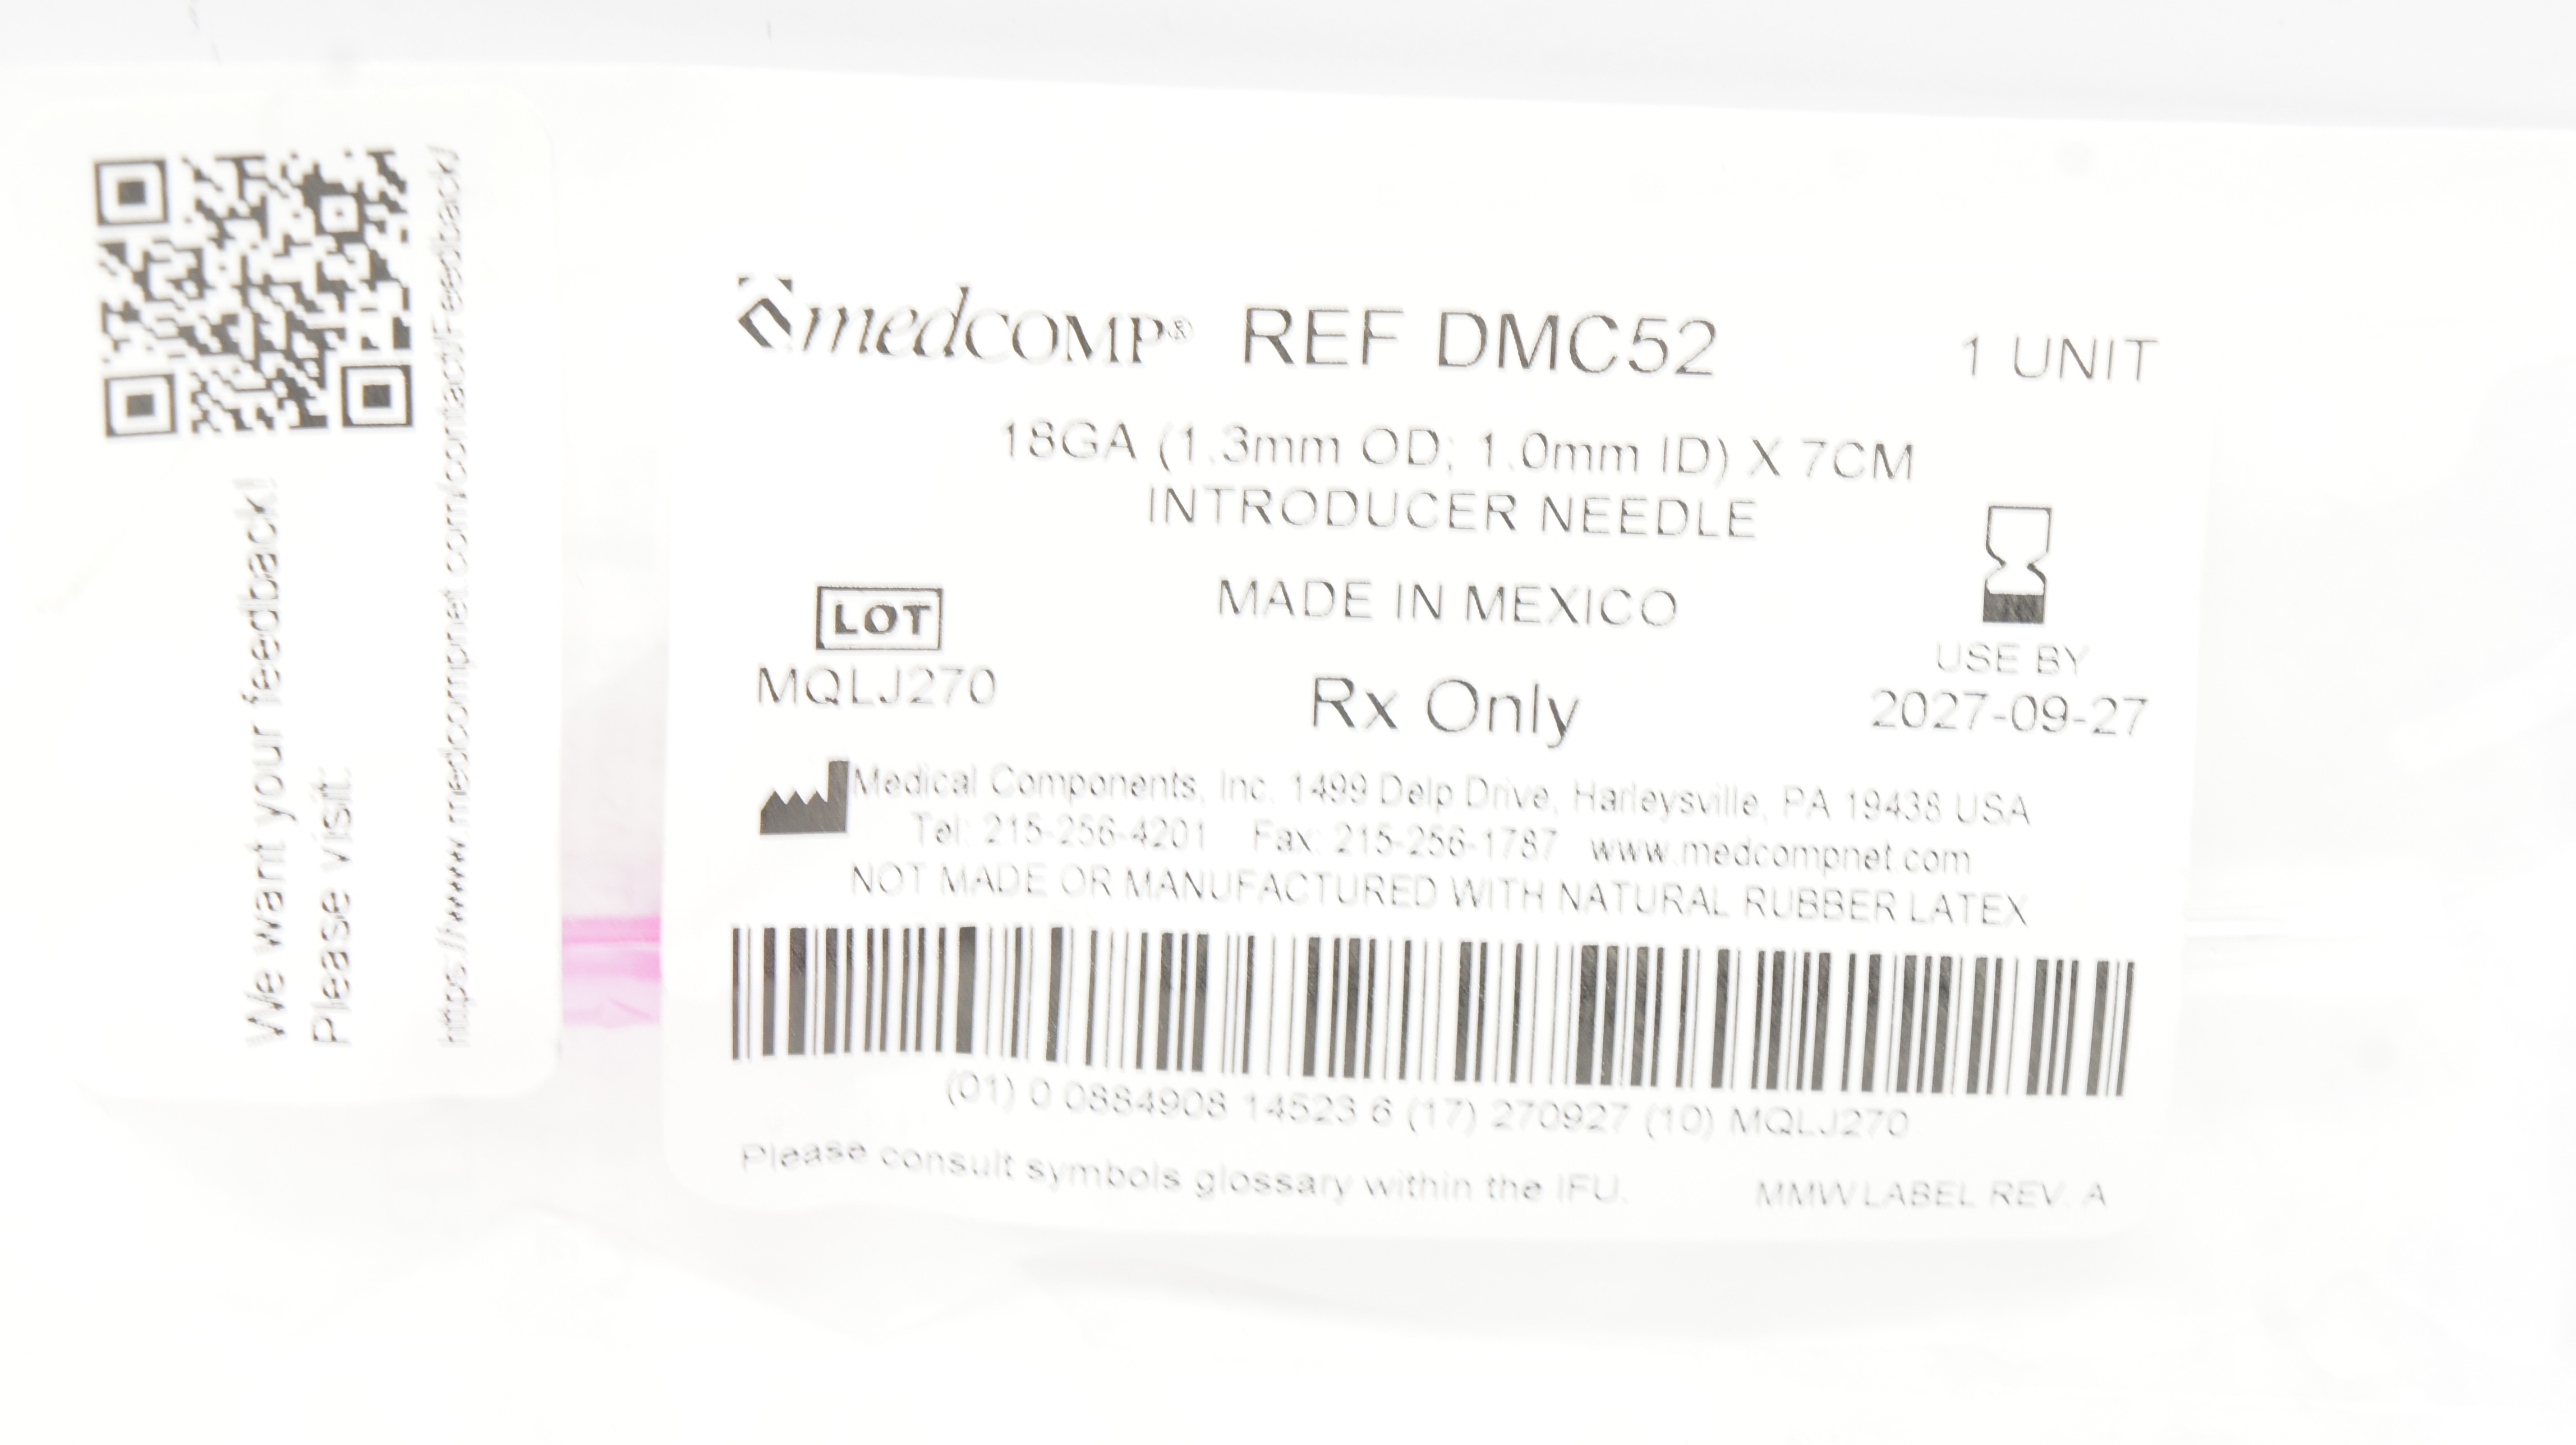 We want your feedback!
Please visit:
https://www.medcompnet.com/contact/Feedback/
medCOMP® REF DMC52 1 UNIT
18GA (1.3mm OD; 1.0mm ID) X 7CM
INTRODUCER NEEDLE
MADE IN MEXICO
LOT
MQLJ270
Rx Only
USE BY
2027-09-27
Medical Components, Inc. 1499 Delp Drive, Harleysville, PA 19438 USA
Tel: 215-256-4201 Fax: 215-256-1787 www.medcompnet.com
NOT MADE OR MANUFACTURED WITH NATURAL RUBBER LATEX
(01) 0 0884908 14523 6 (17) 270927 (10) MQLJ270
Please consult symbols glossary within the IFU. MMW LABEL REV. A